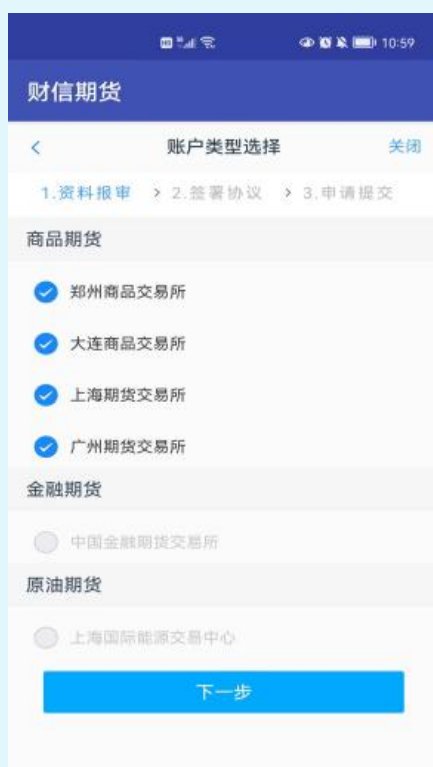 10:59
财信期货
账户类型选择 关闭
1.资料报审 > 2.签署协议 > 3.申请提交
商品期货
郑州商品交易所
大连商品交易所
上海期货交易所
广州期货交易所
金融期货
中国金融期货交易所
原油期货
上海国际能源交易中心
下一步